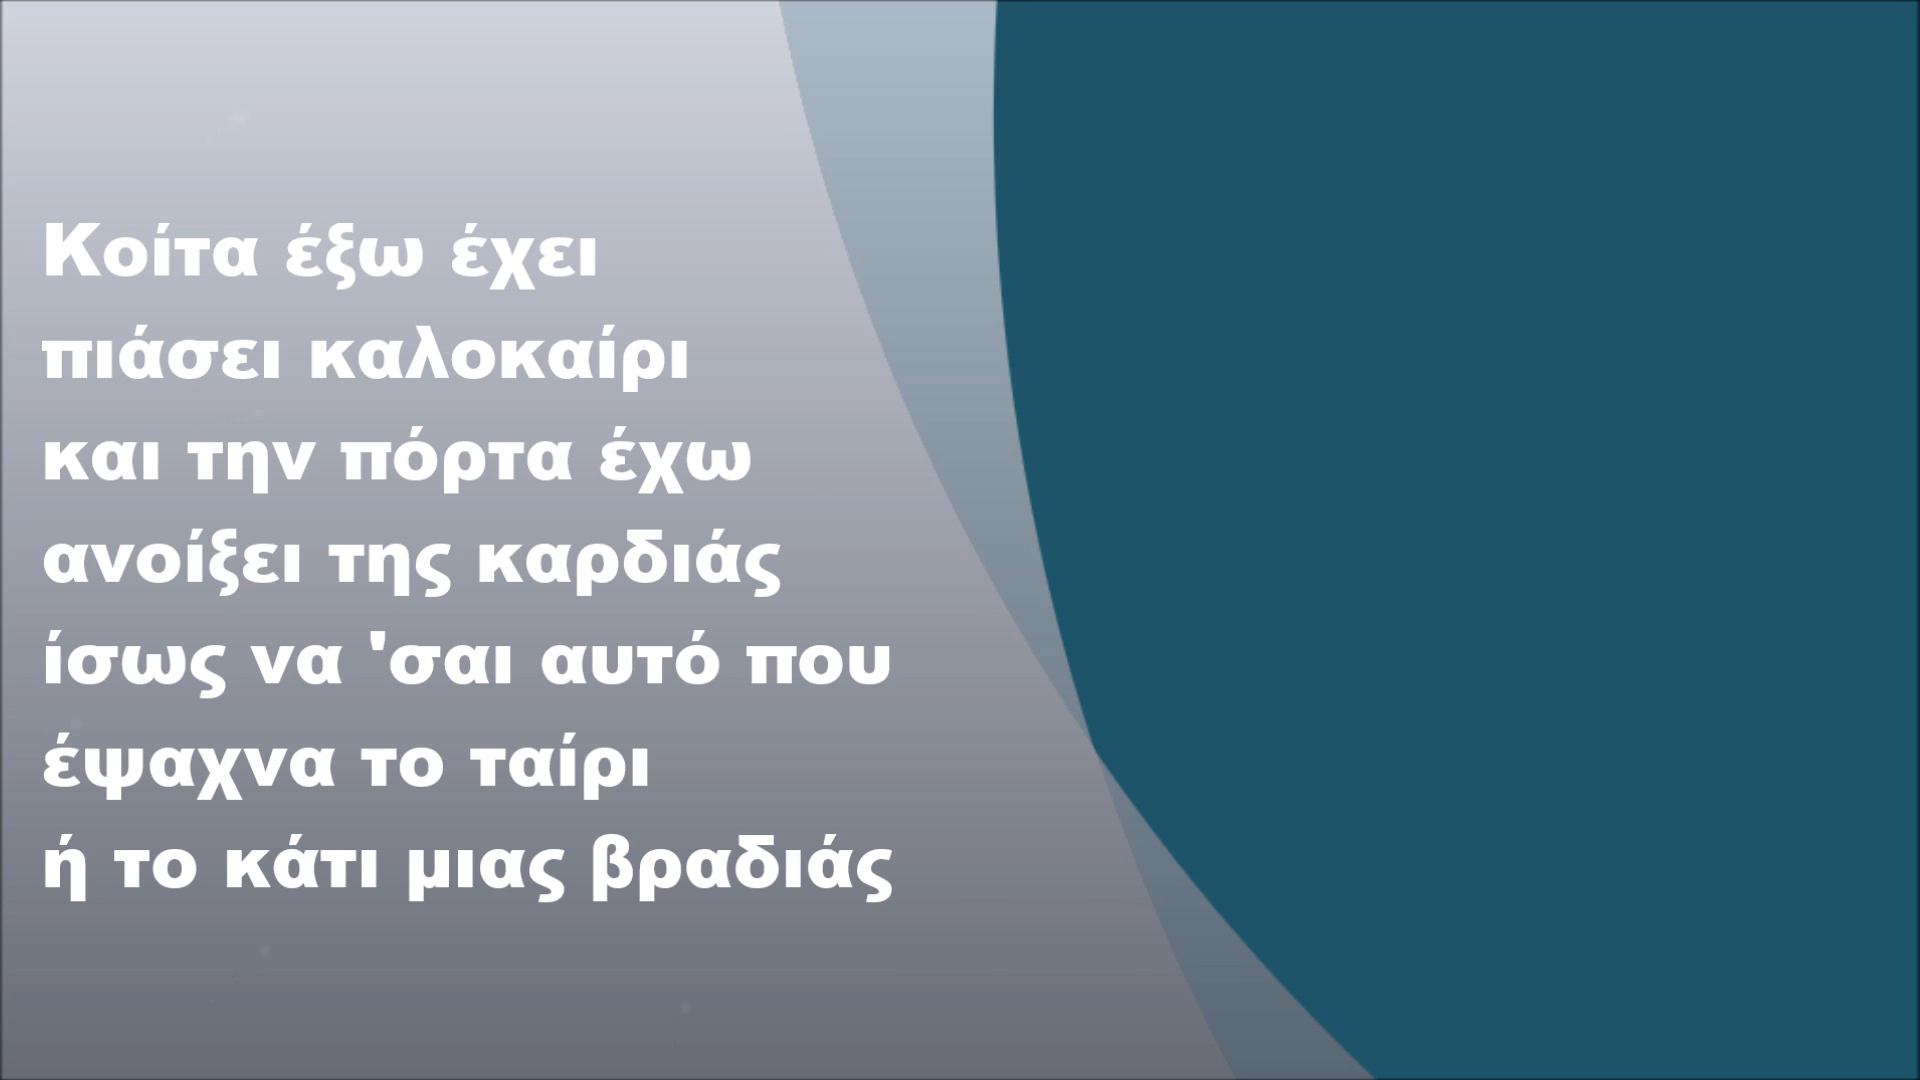 Κοίτα έξω έχει
πιάσει καλοκαίρι
και την πόρτα έχω
ανοίξει της καρδιάς
ίσως να 'σαι αυτό που
έψαχνα το ταίρι
ή το κάτι μιας βραδιάς